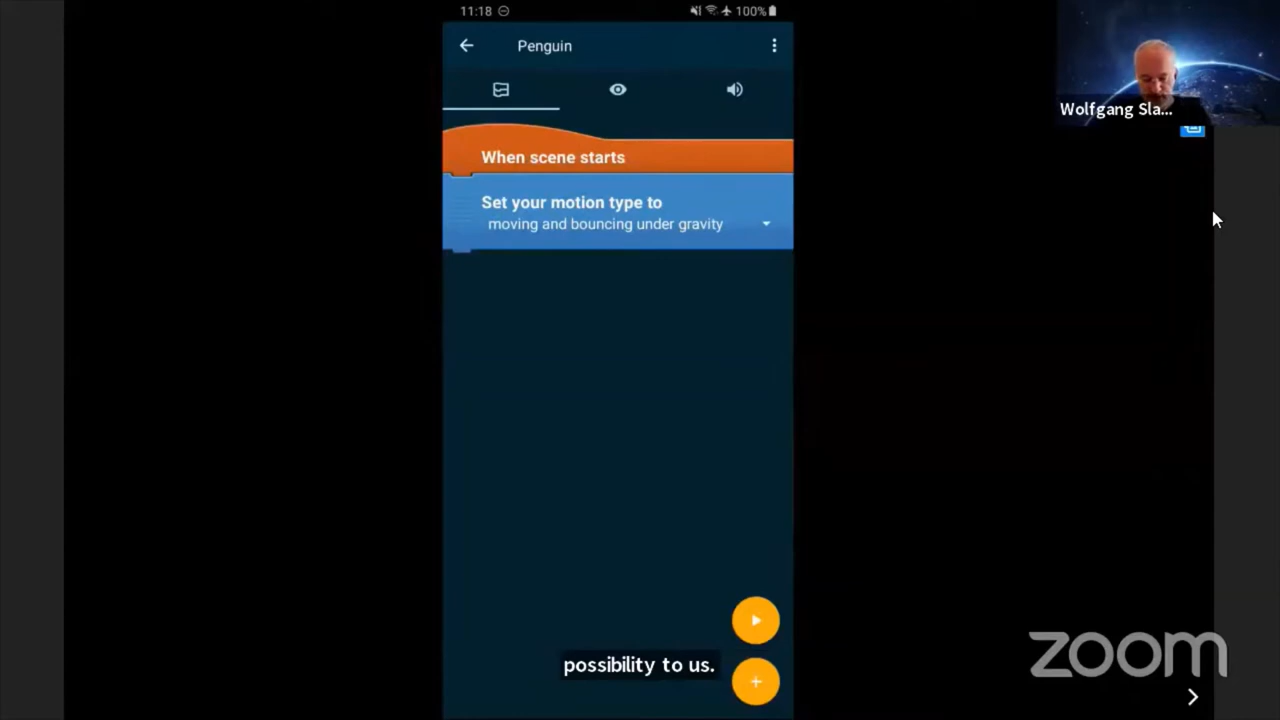 11:18
100%
Penguin
Wolfgang Sla...
When scene starts
Set your motion type to
moving and bouncing under gravity
possibility to us.
zoom